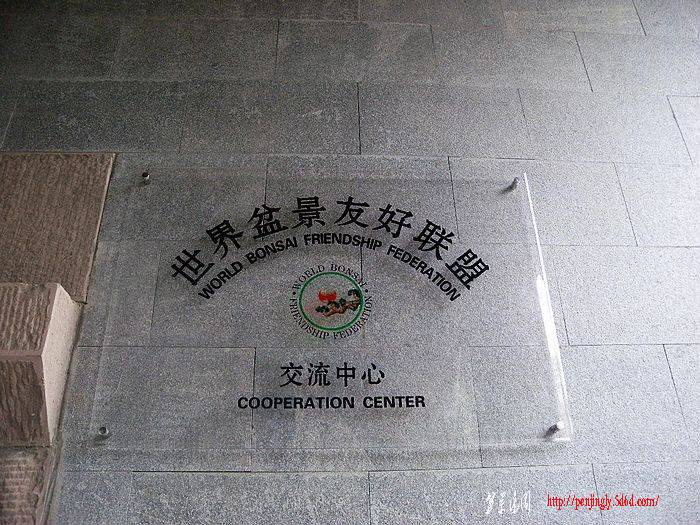 世界盆景友好联盟
WORLD BONSAI FRIENDSHIP FEDERATION
· WORLD BONSAI ·
FRIENDSHIP FEDERATION
交流中心
COOPERATION CENTER
http://penjingly.5d6d.com/